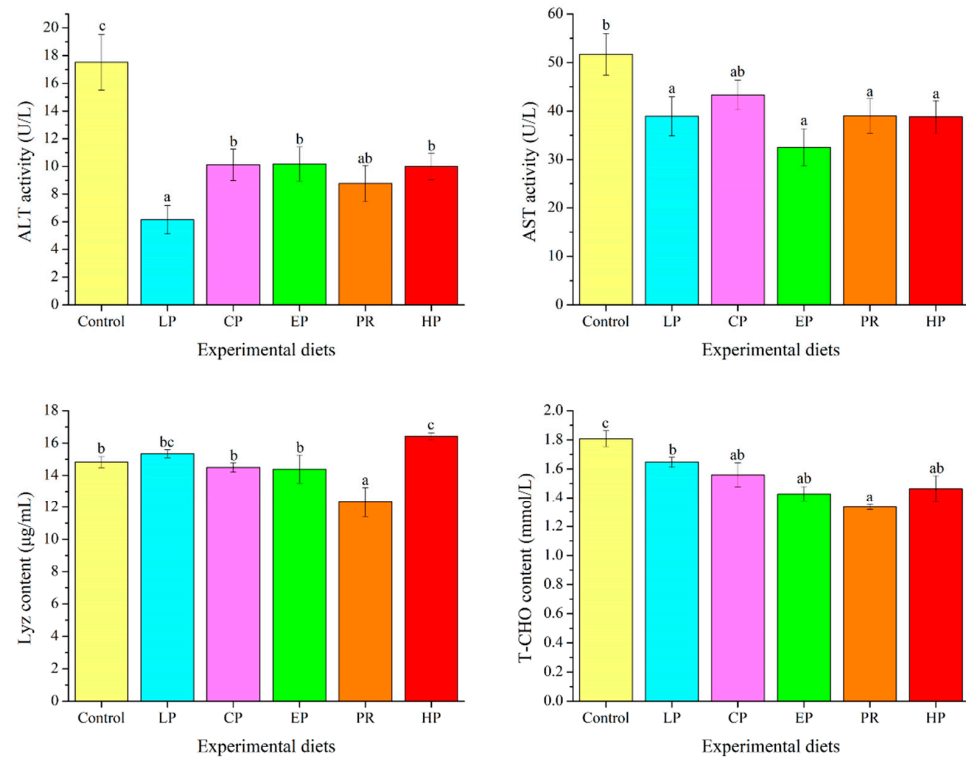 ALT activity (U/L)
20
18
16
14
12
10
8
6
4
2
0
c
a
b
b
ab
b
Control LP CP EP PR HP
Experimental diets
AST activity (U/L)
60
50
40
30
20
10
0
b
a
ab
a
a
a
Control LP CP EP PR HP
Experimental diets
Lyz content (μg/mL)
18
16
14
12
10
8
6
4
2
0
b
bc
b
b
a
c
Control LP CP EP PR HP
Experimental diets
T-CHO content (mmol/L)
2.0
1.8
1.6
1.4
1.2
1.0
0.8
0.6
0.4
0.2
0.0
c
b
ab
ab
a
ab
Control LP CP EP PR HP
Experimental diets